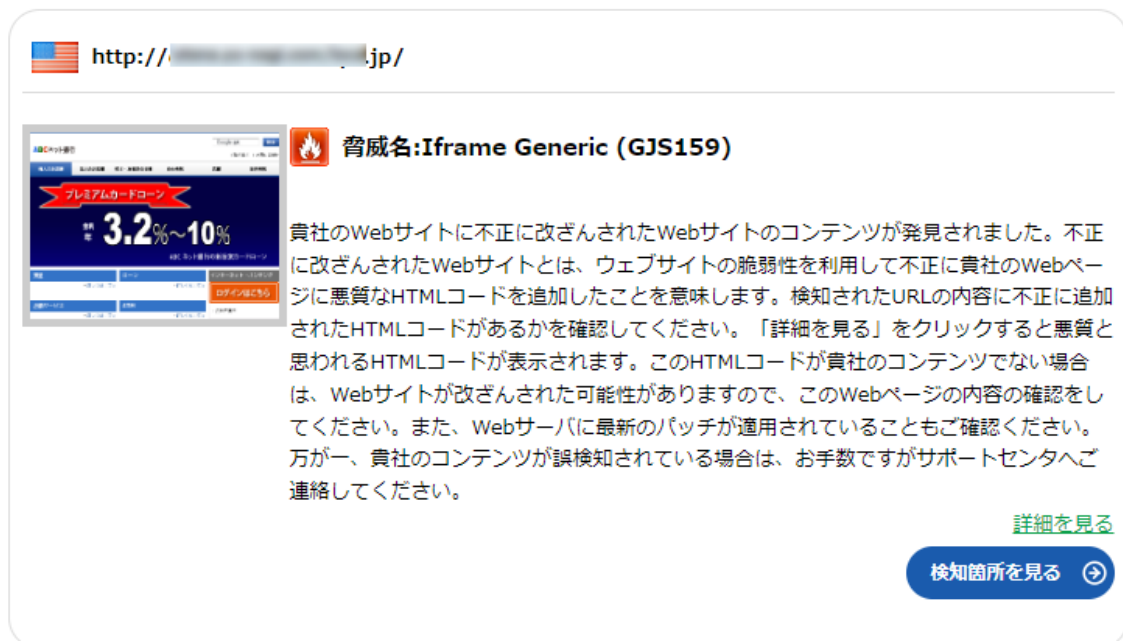 http://
.jp/
脅威名:Iframe Generic (GJS159)
ABCネット銀行
プレミアムカードローン
3.2%~10%
ログインはこちら
貴社のWebサイトに不正に改ざんされたWebサイトのコンテンツが発見されました。不正
に改ざんされたWebサイトとは、ウェブサイトの脆弱性を利用して不正に貴社のWebペー
ジに悪質なHTMLコードを追加したことを意味します。検知されたURLの内容に不正に追加
されたHTMLコードがあるかを確認してください。「詳細を見る」をクリックすると悪質と
思われるHTMLコードが表示されます。このHTMLコードが貴社のコンテンツでない場合
は、Webサイトが改ざんされた可能性がありますので、このWebページの内容の確認をし
てください。また、Webサーバに最新のパッチが適用されていることもご確認ください。
万が一、貴社のコンテンツが誤検知されている場合は、お手数ですがサポートセンタへご
連絡してください。
詳細を見る
検知箇所を見る